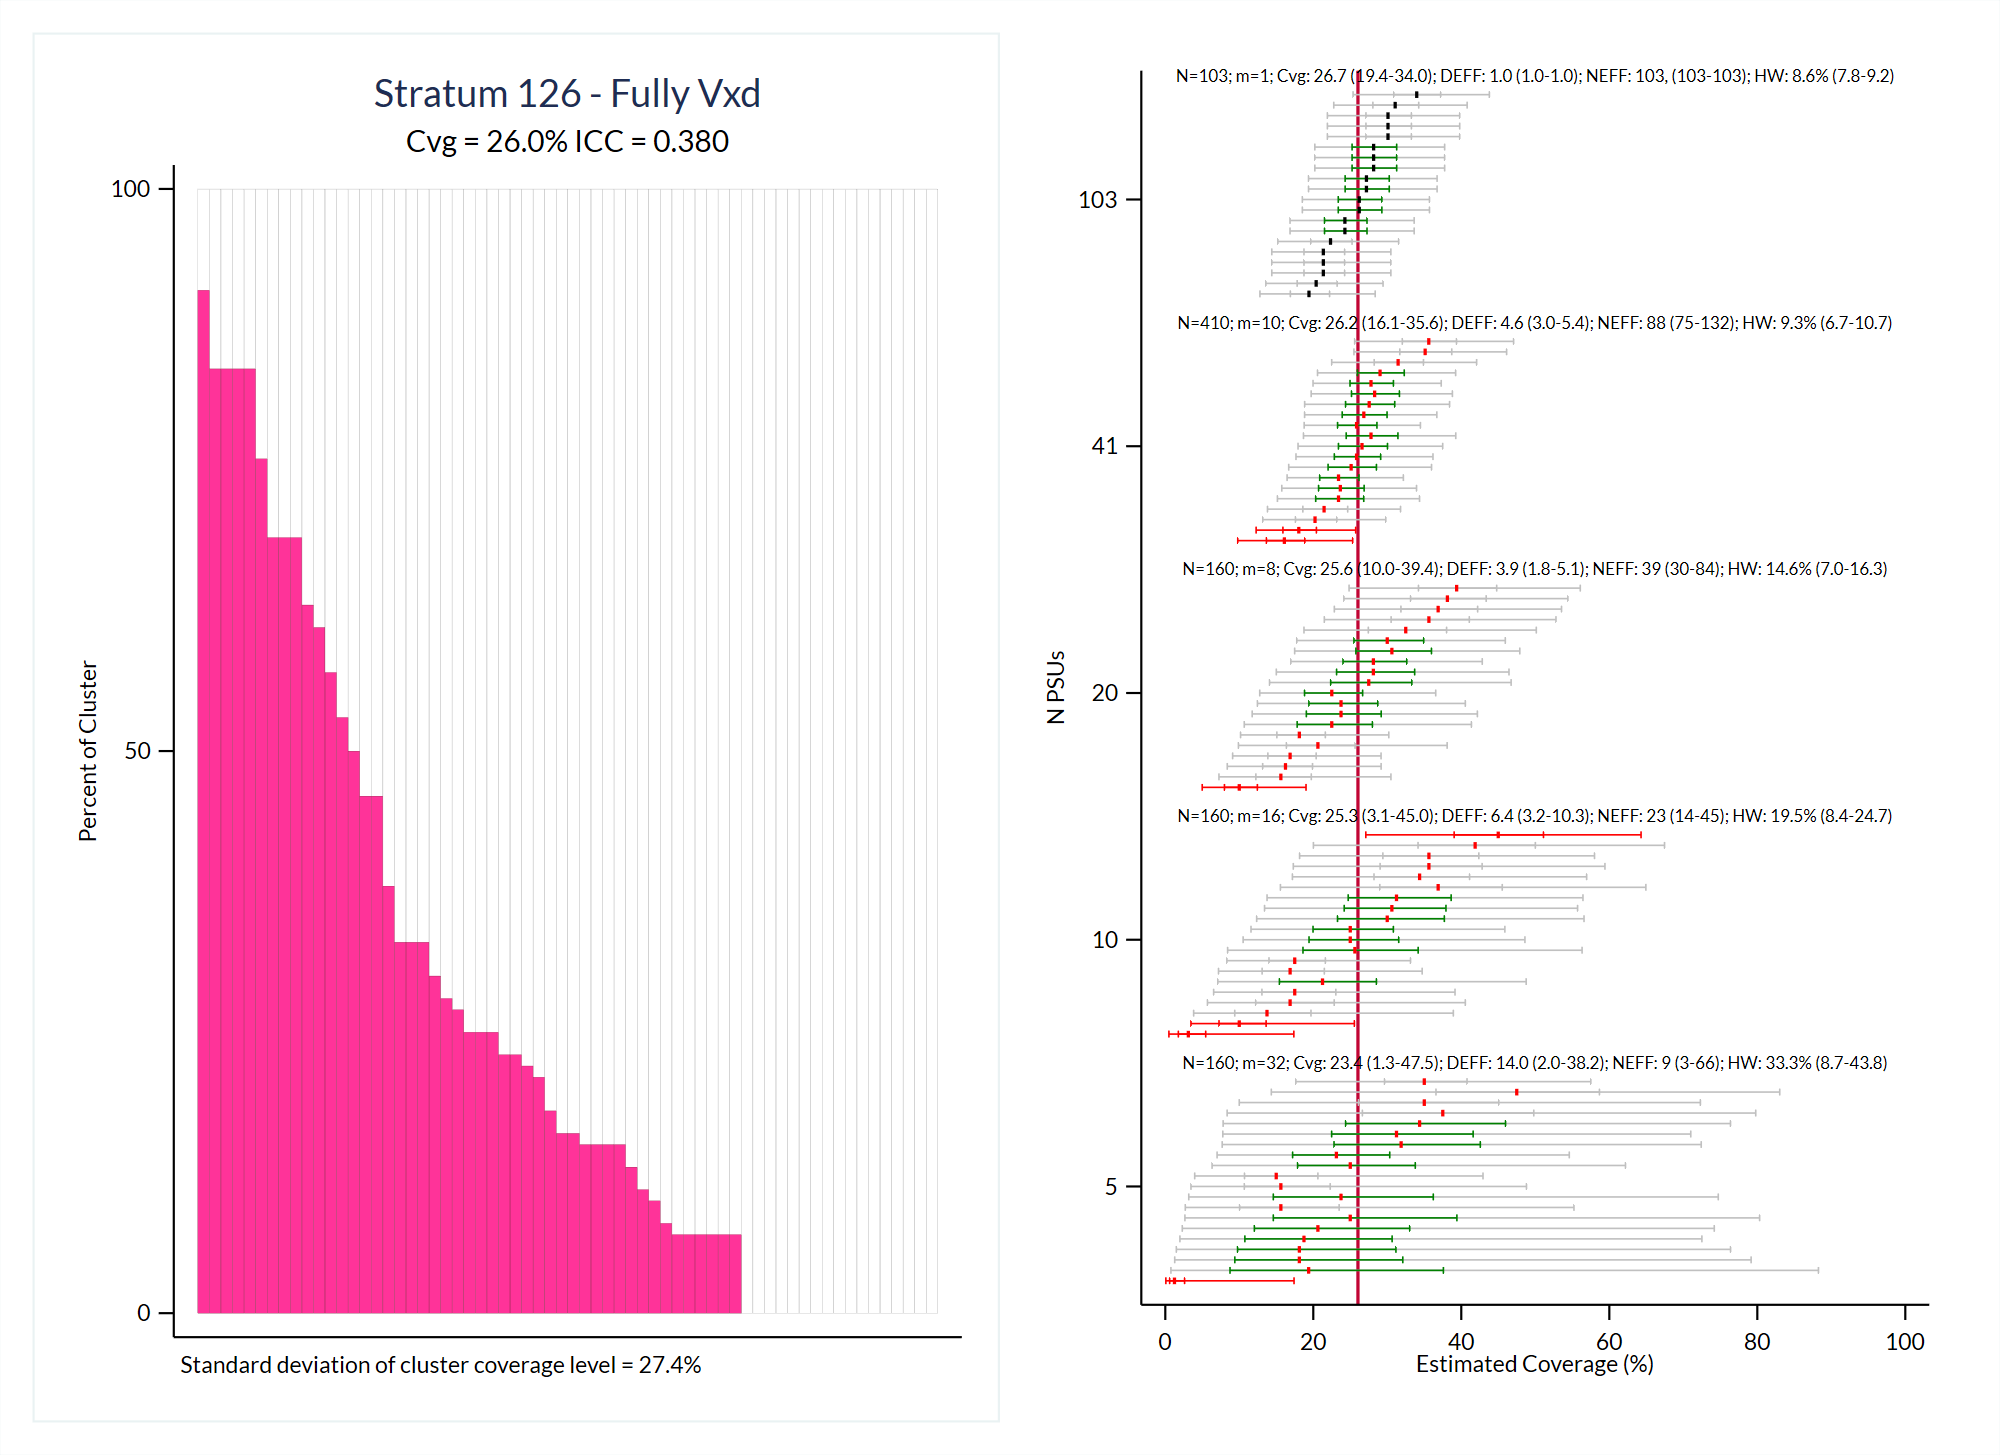 Stratum 126 - Fully Vxd
Cvg = 26.0% ICC = 0.380
100
50
0
Percent of Cluster
Standard deviation of cluster coverage level = 27.4%
N=103; m=1; Cvg: 26.7 (19.4-34.0); DEFF: 1.0 (1.0-1.0); NEFF: 103, (103-103); HW: 8.6% (7.8-9.2)
103
N=410; m=10; Cvg: 26.2 (16.1-35.6); DEFF: 4.6 (3.0-5.4); NEFF: 88 (75-132); HW: 9.3% (6.7-10.7)
41
N=160; m=8; Cvg: 25.6 (10.0-39.4); DEFF: 3.9 (1.8-5.1); NEFF: 39 (30-84); HW: 14.6% (7.0-16.3)
20
N PSUs
N=160; m=16; Cvg: 25.3 (3.1-45.0); DEFF: 6.4 (3.2-10.3); NEFF: 23 (14-45); HW: 19.5% (8.4-24.7)
10
N=160; m=32; Cvg: 23.4 (1.3-47.5); DEFF: 14.0 (2.0-38.2); NEFF: 9 (3-66); HW: 33.3% (8.7-43.8)
5
0 20 40 60 80 100
Estimated Coverage (%)